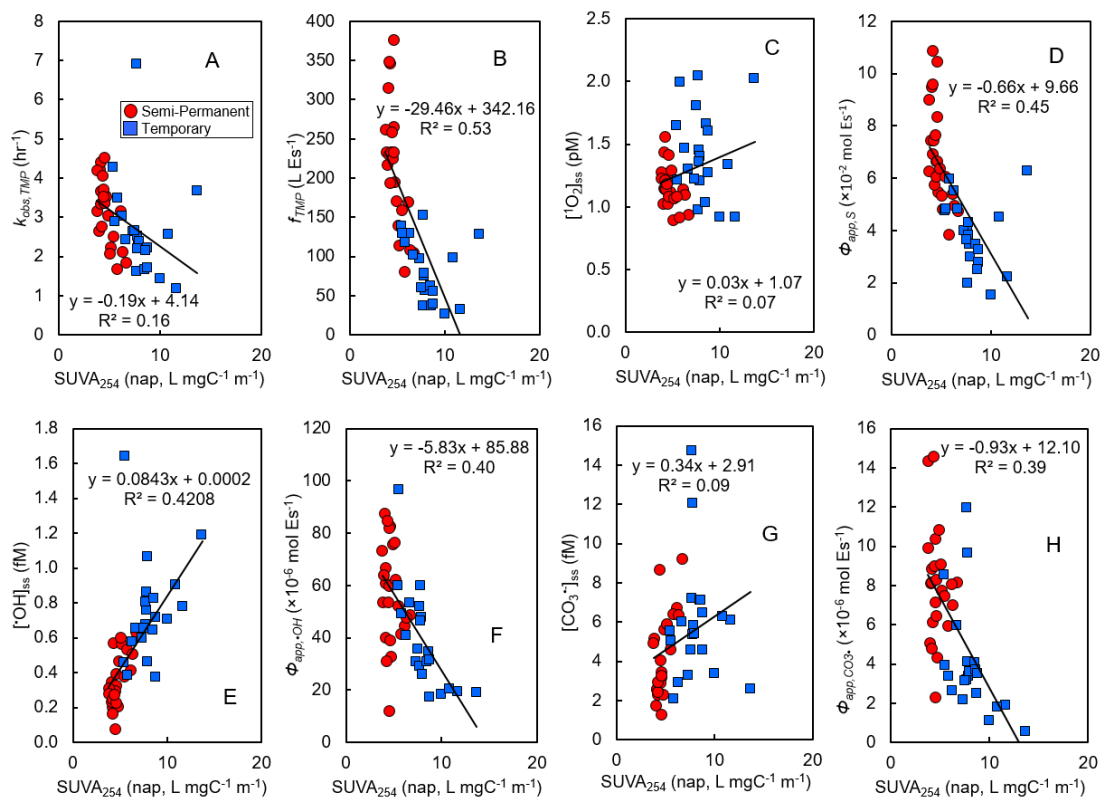 A
Semi-Permanent
Temporary
y = -0.19x + 4.14
R² = 0.16
k_obs,TMP (hr⁻¹)
0
1
2
3
4
5
6
7
8
0 10 20
SUVA₂₅₄ (nap, L mgC⁻¹ m⁻¹)
B
y = -29.46x + 342.16
R² = 0.53
f_TMP (L Es⁻¹)
0
50
100
150
200
250
300
350
400
0 10 20
SUVA₂₅₄ (nap, L mgC⁻¹ m⁻¹)
C
y = 0.03x + 1.07
R² = 0.07
[¹O₂]ss (pM)
0.0
0.5
1.0
1.5
2.0
2.5
0 10 20
SUVA₂₅₄ (nap, L mgC⁻¹ m⁻¹)
D
y = -0.66x + 9.66
R² = 0.45
Φ_app,S (×10⁻² mol Es⁻¹)
0
2
4
6
8
10
12
0 10 20
SUVA₂₅₄ (nap, L mgC⁻¹ m⁻¹)
E
y = 0.0843x + 0.0002
R² = 0.4208
[•OH]ss (fM)
0.0
0.2
0.4
0.6
0.8
1.0
1.2
1.4
1.6
1.8
0 10 20
SUVA₂₅₄ (nap, L mgC⁻¹ m⁻¹)
F
y = -5.83x + 85.88
R² = 0.40
Φ_app,•OH (×10⁻⁶ mol Es⁻¹)
0
20
40
60
80
100
120
0 10 20
SUVA₂₅₄ (nap, L mgC⁻¹ m⁻¹)
G
y = 0.34x + 2.91
R² = 0.09
[CO₃•⁻]ss (fM)
0
2
4
6
8
10
12
14
16
0 10 20
SUVA₂₅₄ (nap, L mgC⁻¹ m⁻¹)
H
y = -0.93x + 12.10
R² = 0.39
Φ_app,CO3• (×10⁻⁶ mol Es⁻¹)
0
2
4
6
8
10
12
14
16
0 10 20
SUVA₂₅₄ (nap, L mgC⁻¹ m⁻¹)